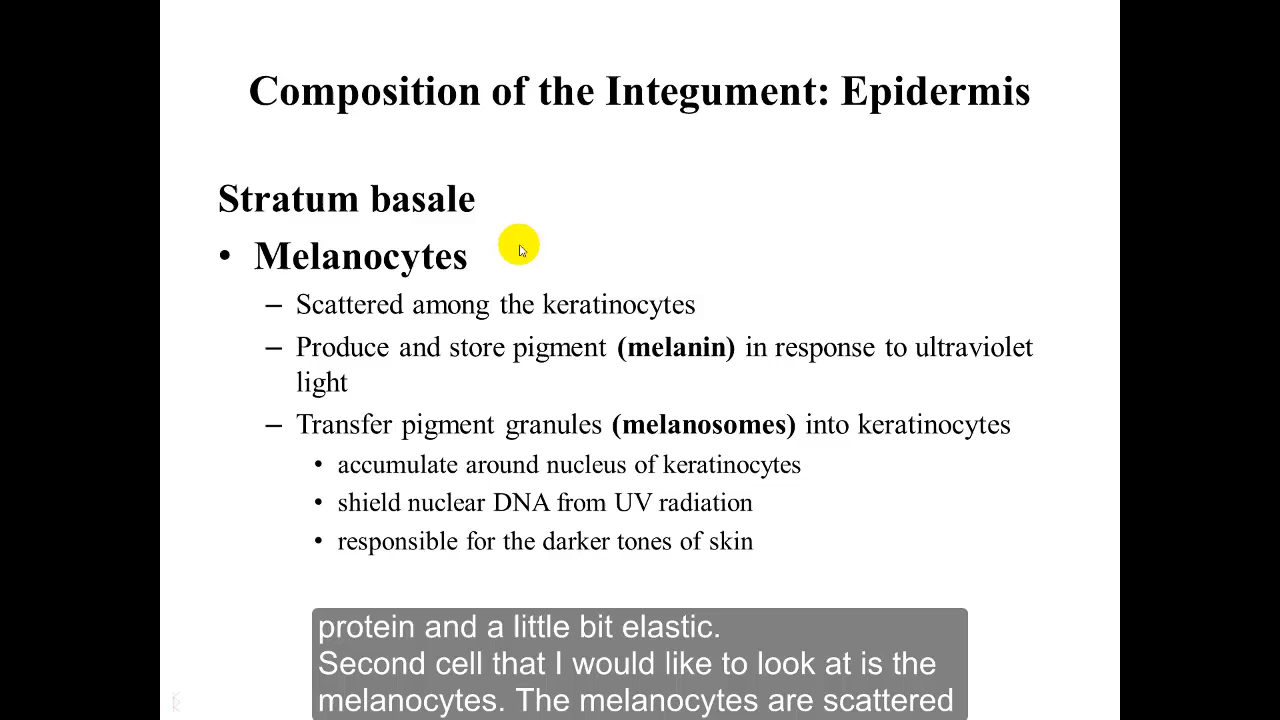 Composition of the Integument: Epidermis
Stratum basale
• Melanocytes
– Scattered among the keratinocytes
– Produce and store pigment (melanin) in response to ultraviolet
light
– Transfer pigment granules (melanosomes) into keratinocytes
• accumulate around nucleus of keratinocytes
• shield nuclear DNA from UV radiation
• responsible for the darker tones of skin
protein and a little bit elastic.
Second cell that I would like to look at is the
melanocytes. The melanocytes are scattered